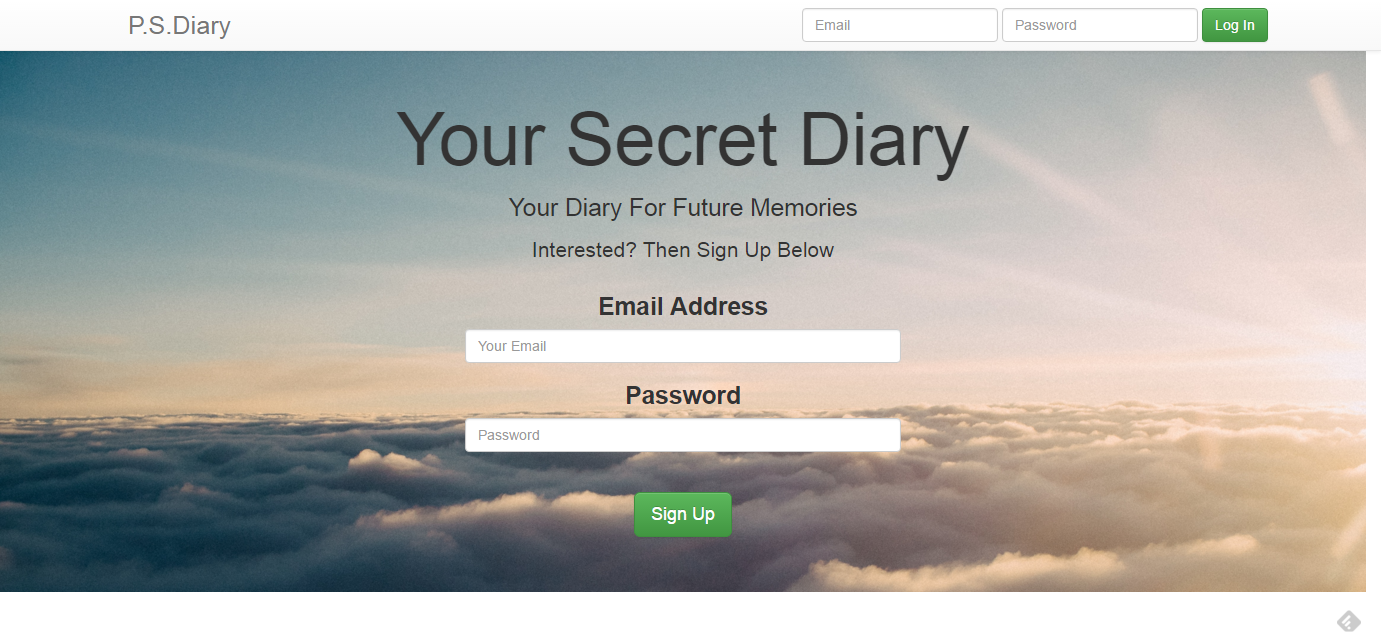 P.S.Diary
Email
Password
Log In
Your Secret Diary
Your Diary For Future Memories
Interested? Then Sign Up Below
Email Address
Your Email
Password
Password
Sign Up